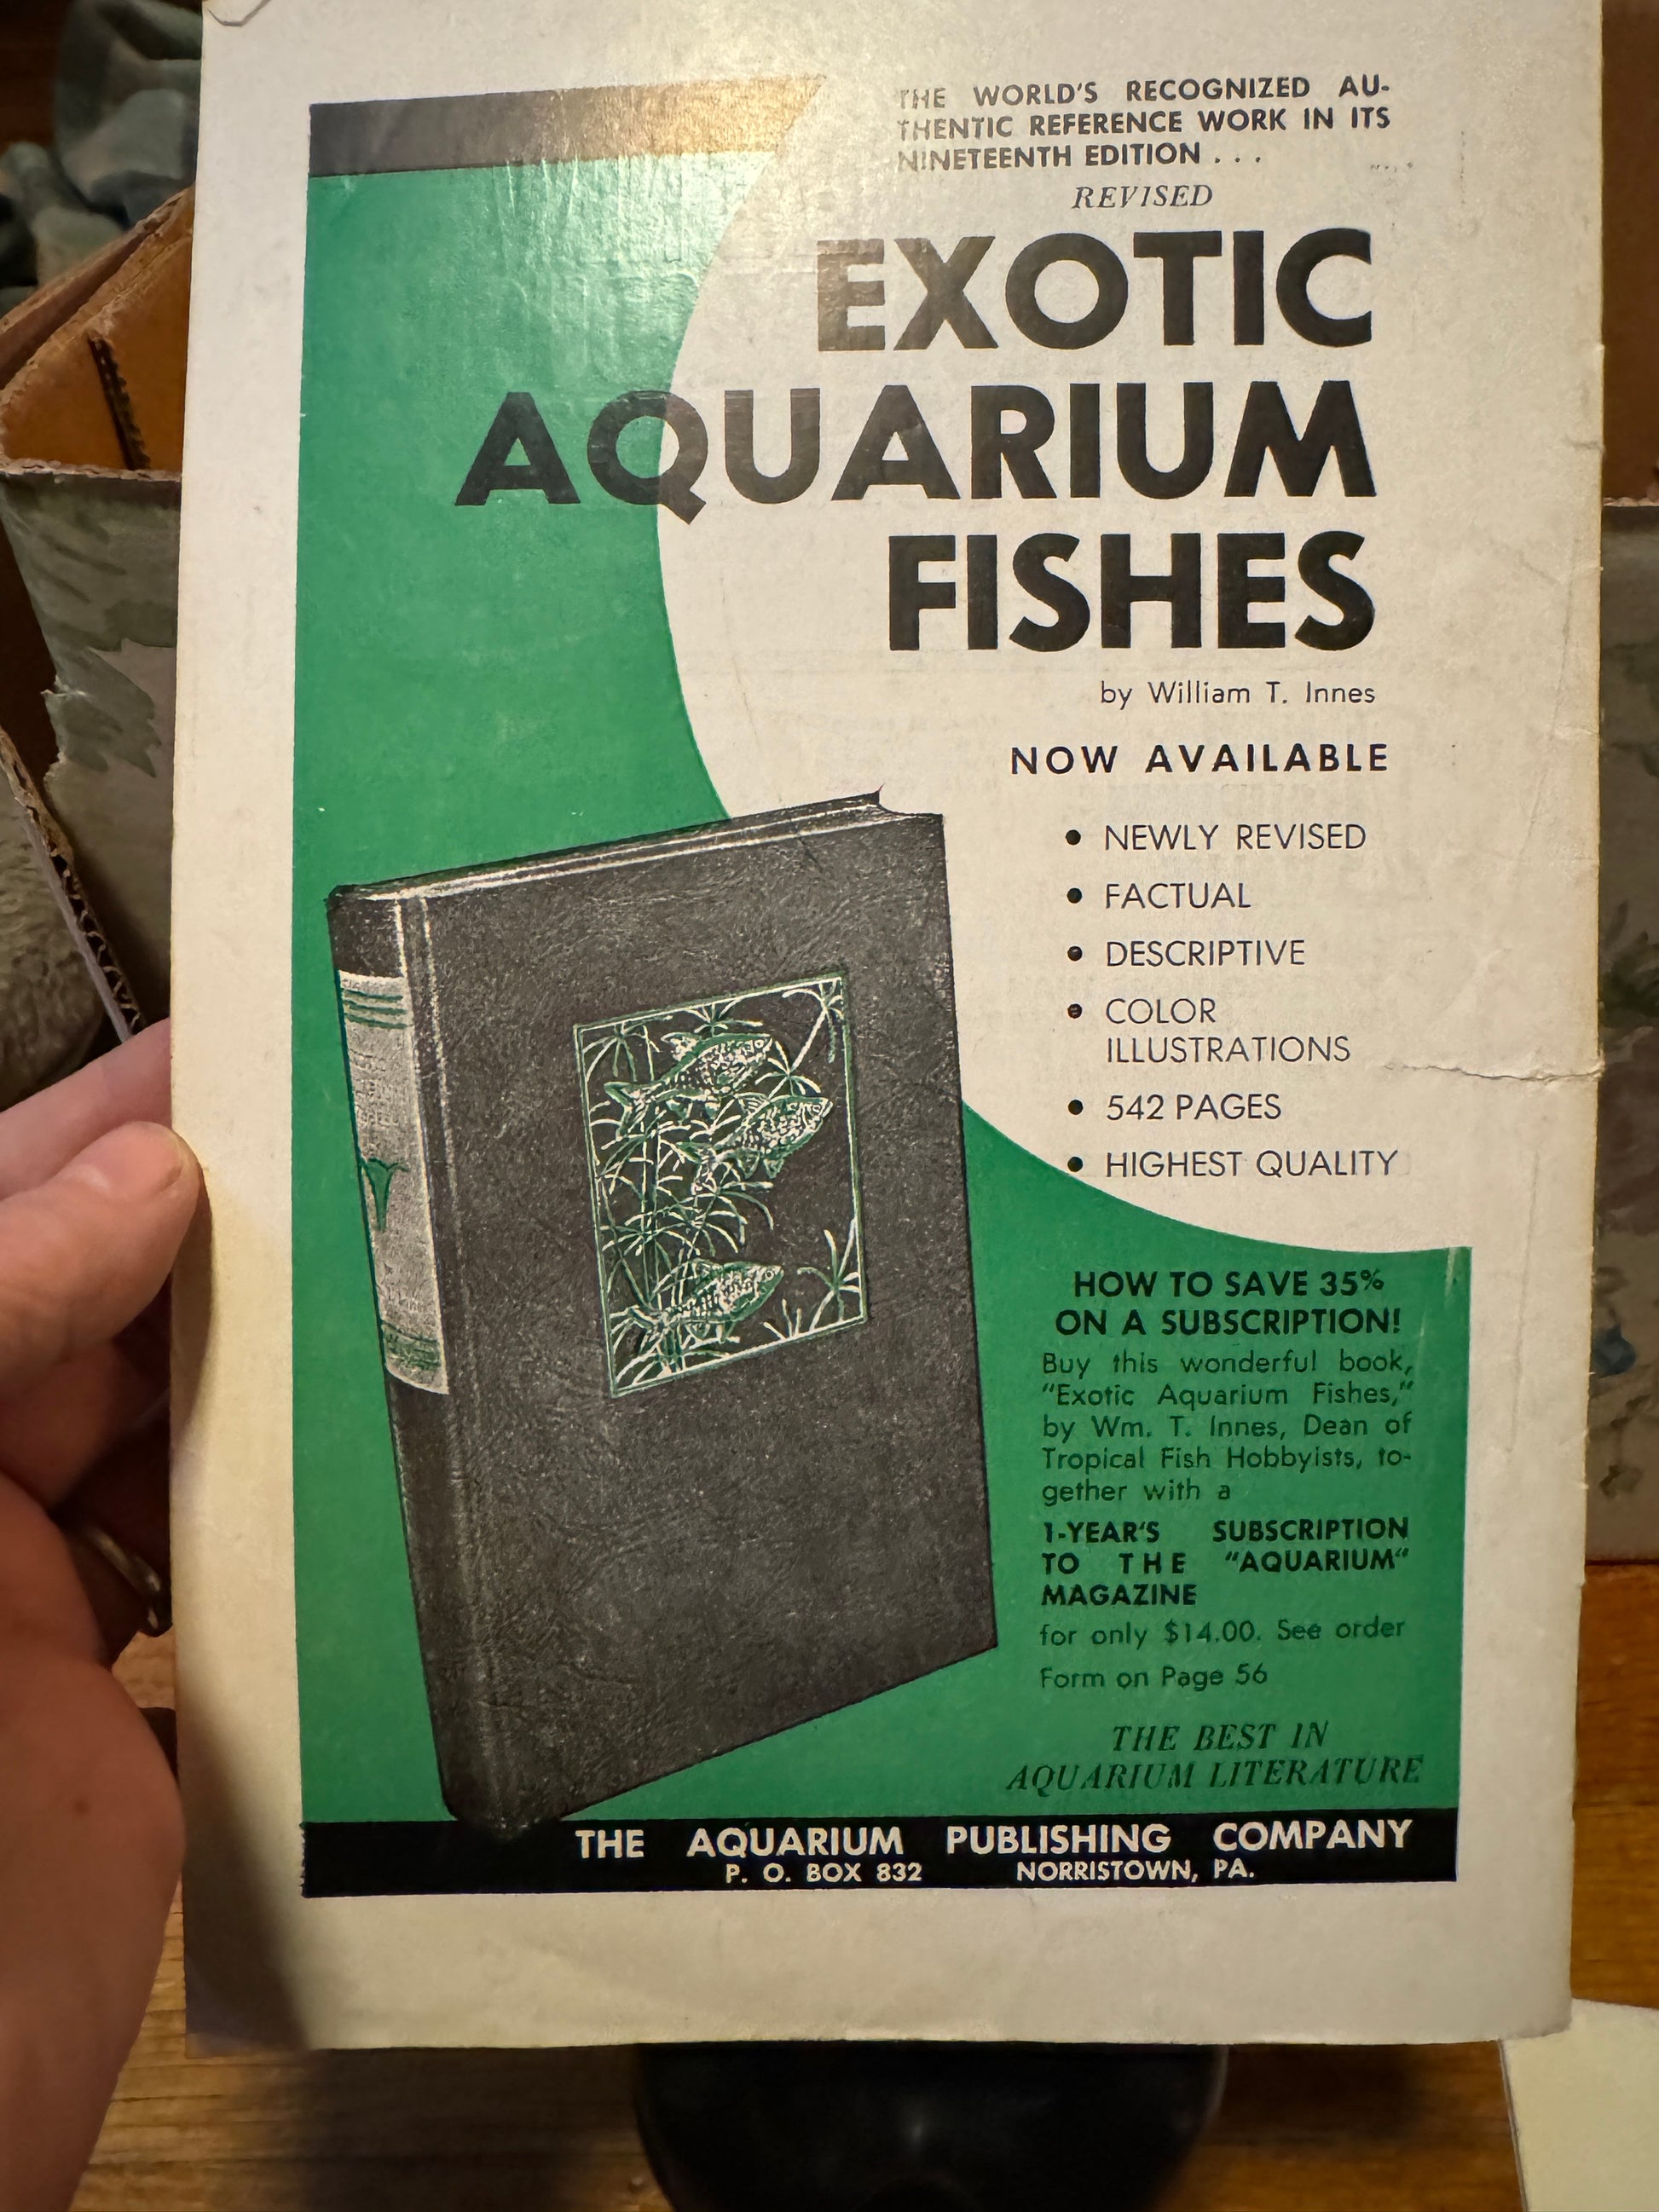 THE WORLD'S RECOGNIZED AU-
THENTIC REFERENCE WORK IN ITS
NINETEENTH EDITION . . .
REVISED
EXOTIC
AQUARIUM
FISHES
by William T. Innes
NOW AVAILABLE
• NEWLY REVISED
• FACTUAL
• DESCRIPTIVE
• COLOR
ILLUSTRATIONS
• 542 PAGES
• HIGHEST QUALITY
HOW TO SAVE 35%
ON A SUBSCRIPTION!
Buy this wonderful book,
"Exotic Aquarium Fishes,"
by Wm. T. Innes, Dean of
Tropical Fish Hobbyists, to-
gether with a
1-YEAR'S SUBSCRIPTION
TO THE "AQUARIUM"
MAGAZINE
for only $14.00. See order
Form on Page 56
THE BEST IN
AQUARIUM LITERATURE
THE AQUARIUM PUBLISHING COMPANY
P. O. BOX 832 NORRISTOWN, PA.